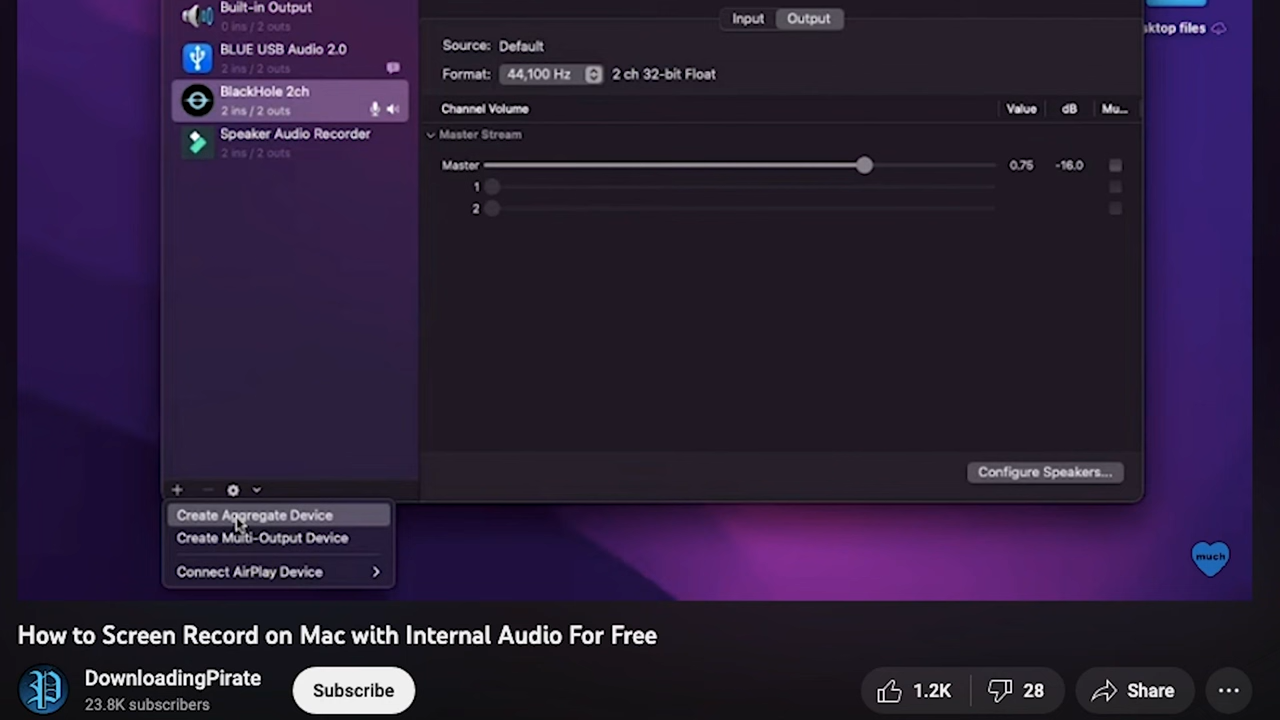 Built-in Output
0 ins / 2 outs
BLUE USB Audio 2.0
2 ins / 2 outs
BlackHole 2ch
2 ins / 2 outs
Speaker Audio Recorder
2 ins / 2 outs
Input Output
Source: Default
Format: 44,100 Hz 2 ch 32-bit Float
Channel Volume Value dB Mu...
Master Stream
Master 0.75 -16.0
1
2
Configure Speakers...
ktop files
Create Aggregate Device
Create Multi-Output Device
Connect AirPlay Device
much
How to Screen Record on Mac with Internal Audio For Free
DownloadingPirate
23.8K subscribers
Subscribe
1.2K
28
Share